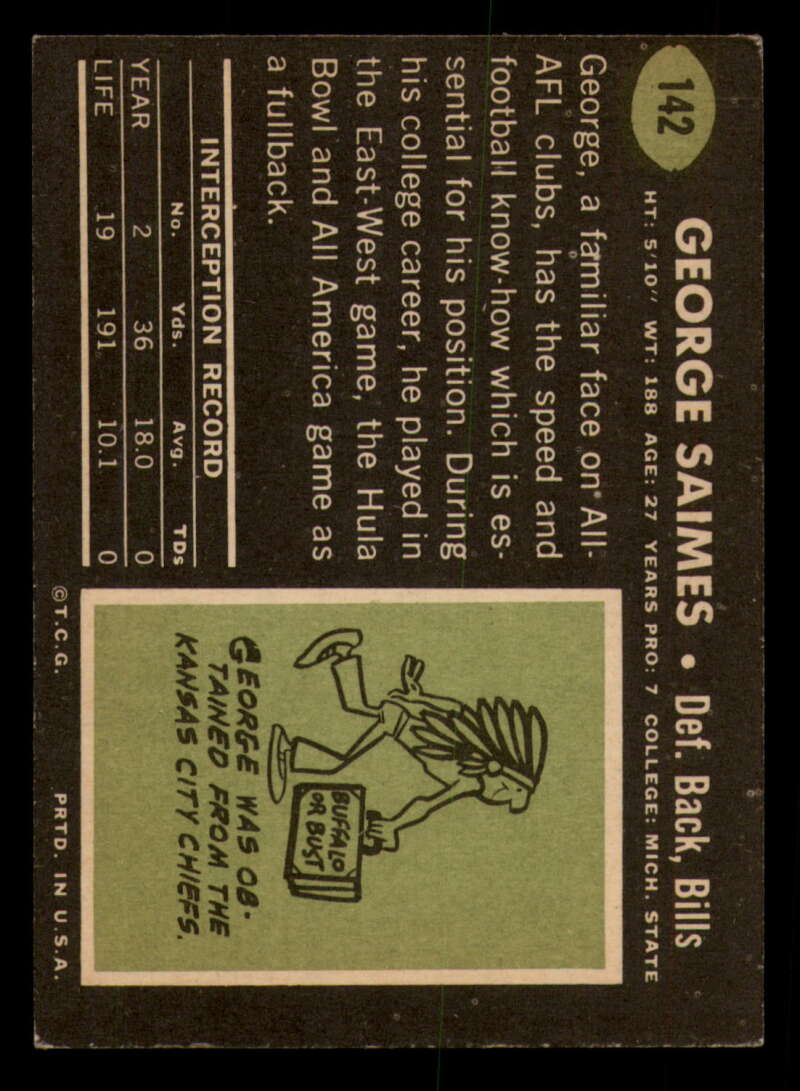 142
GEORGE SAIMES • Def. Back, Bills
HT: 5'10" WT: 188 AGE: 27 YEARS PRO: 7 COLLEGE: MICH. STATE
George, a familiar face on All-
AFL clubs, has the speed and
football know-how which is es-
sential for his position. During
his college career, he played in
the East-West game, the Hula
Bowl and All America game as
a fullback.
INTERCEPTION RECORD
No. Yds. Avg. TDs
YEAR 2 36 18.0 0
LIFE 19 191 10.1 0
BUFFALO
OR BUST
GEORGE WAS OB-
TAINED FROM THE
KANSAS CITY CHIEFS.
©T.C.G. PRTD. IN U.S.A.